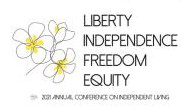 LIBERTY
INDEPENDENCE
FREEDOM
EQUITY
2021 ANNUAL CONFERENCE ON INDEPENDENT LIVING